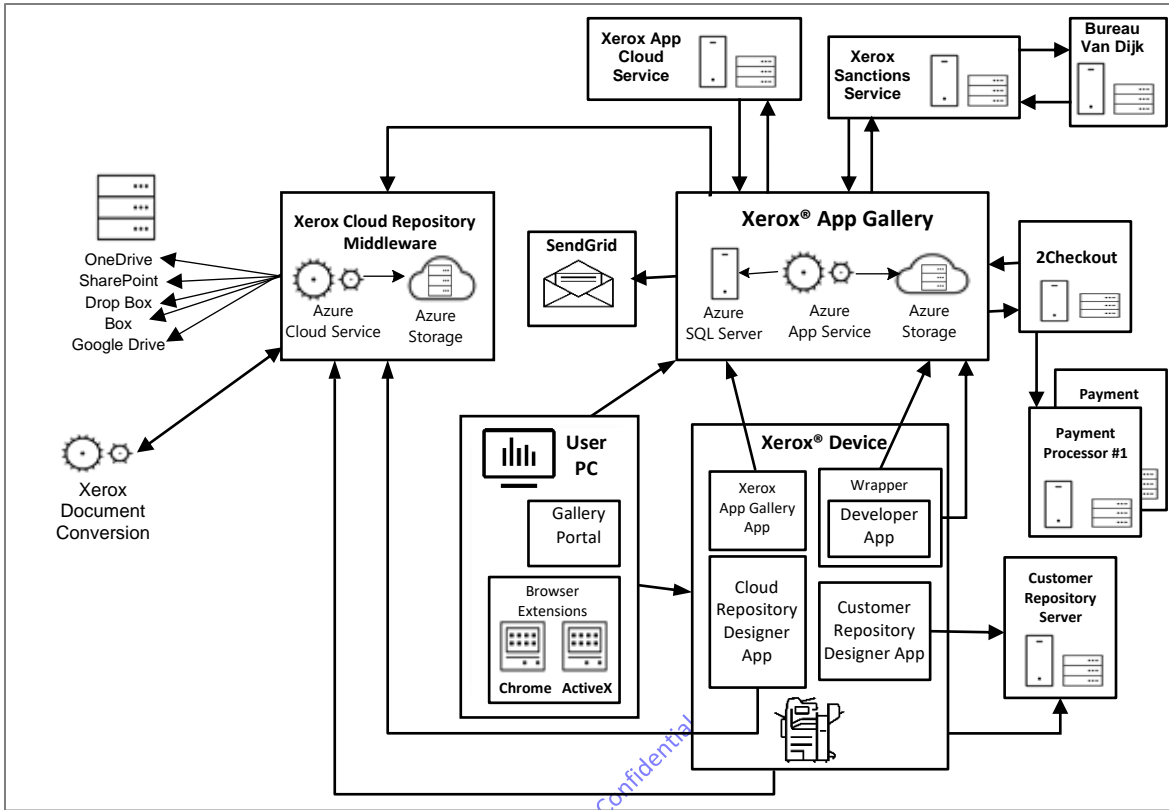 Xerox App
Cloud
Service
Xerox
Sanctions
Service
Bureau
Van Dijk
OneDrive
SharePoint
Drop Box
Box
Google Drive
Xerox Cloud Repository
Middleware
Azure
Cloud Service
Azure
Storage
SendGrid
Xerox® App Gallery
Azure
SQL Server
Azure
App Service
Azure
Storage
2Checkout
Payment
Payment
Processor #1
Xerox
Document
Conversion
User
PC
Gallery
Portal
Browser
Extensions
Chrome
ActiveX
Xerox® Device
Xerox
App Gallery
App
Wrapper
Developer
App
Cloud
Repository
Designer
App
Customer
Repository
Designer App
Customer
Repository
Server
Confidential